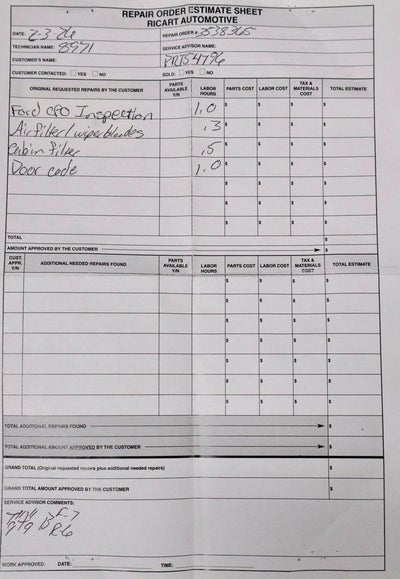 REPAIR ORDER ESTIMATE SHEET
RICART AUTOMOTIVE
DATE: 2-3-26 REPAIR ORDER #: 3538365
TECHNICIAN NAME: 8971 SERVICE ADVISOR NAME:
CUSTOMER'S NAME: PRT54796
CUSTOMER CONTACTED: YES NO SOLD: YES NO
ORIGINAL REQUESTED REPAIRS BY THE CUSTOMER PARTS AVAILABLE Y/N LABOR HOURS PARTS COST LABOR COST TAX & MATERIALS COST TOTAL ESTIMATE
Ford CPO Inspection 1.0 $ $ $ $
Air filter/wiper blades .3 $ $ $ $
Cabin filter .5 $ $ $ $
Door code 1.0 $ $ $ $
$ $ $ $
$ $ $ $
$ $ $ $
TOTAL $
AMOUNT APPROVED BY THE CUSTOMER $
CUST. APPR. Y/N ADDITIONAL NEEDED REPAIRS FOUND PARTS AVAILABLE Y/N LABOR HOURS PARTS COST LABOR COST TAX & MATERIALS COST TOTAL ESTIMATE
$ $ $ $
$ $ $ $
$ $ $ $
$ $ $ $
$ $ $ $
$ $ $ $
$ $ $ $
TOTAL ADDITIONAL REPAIRS FOUND $
TOTAL ADDITIONAL AMOUNT APPROVED BY THE CUSTOMER $
GRAND TOTAL (Original requested repairs plus additional needed repairs) $
GRAND TOTAL AMOUNT APPROVED BY THE CUSTOMER $
SERVICE ADVISOR COMMENTS:
F-7
B R-6
WORK APPROVED: DATE: TIME: